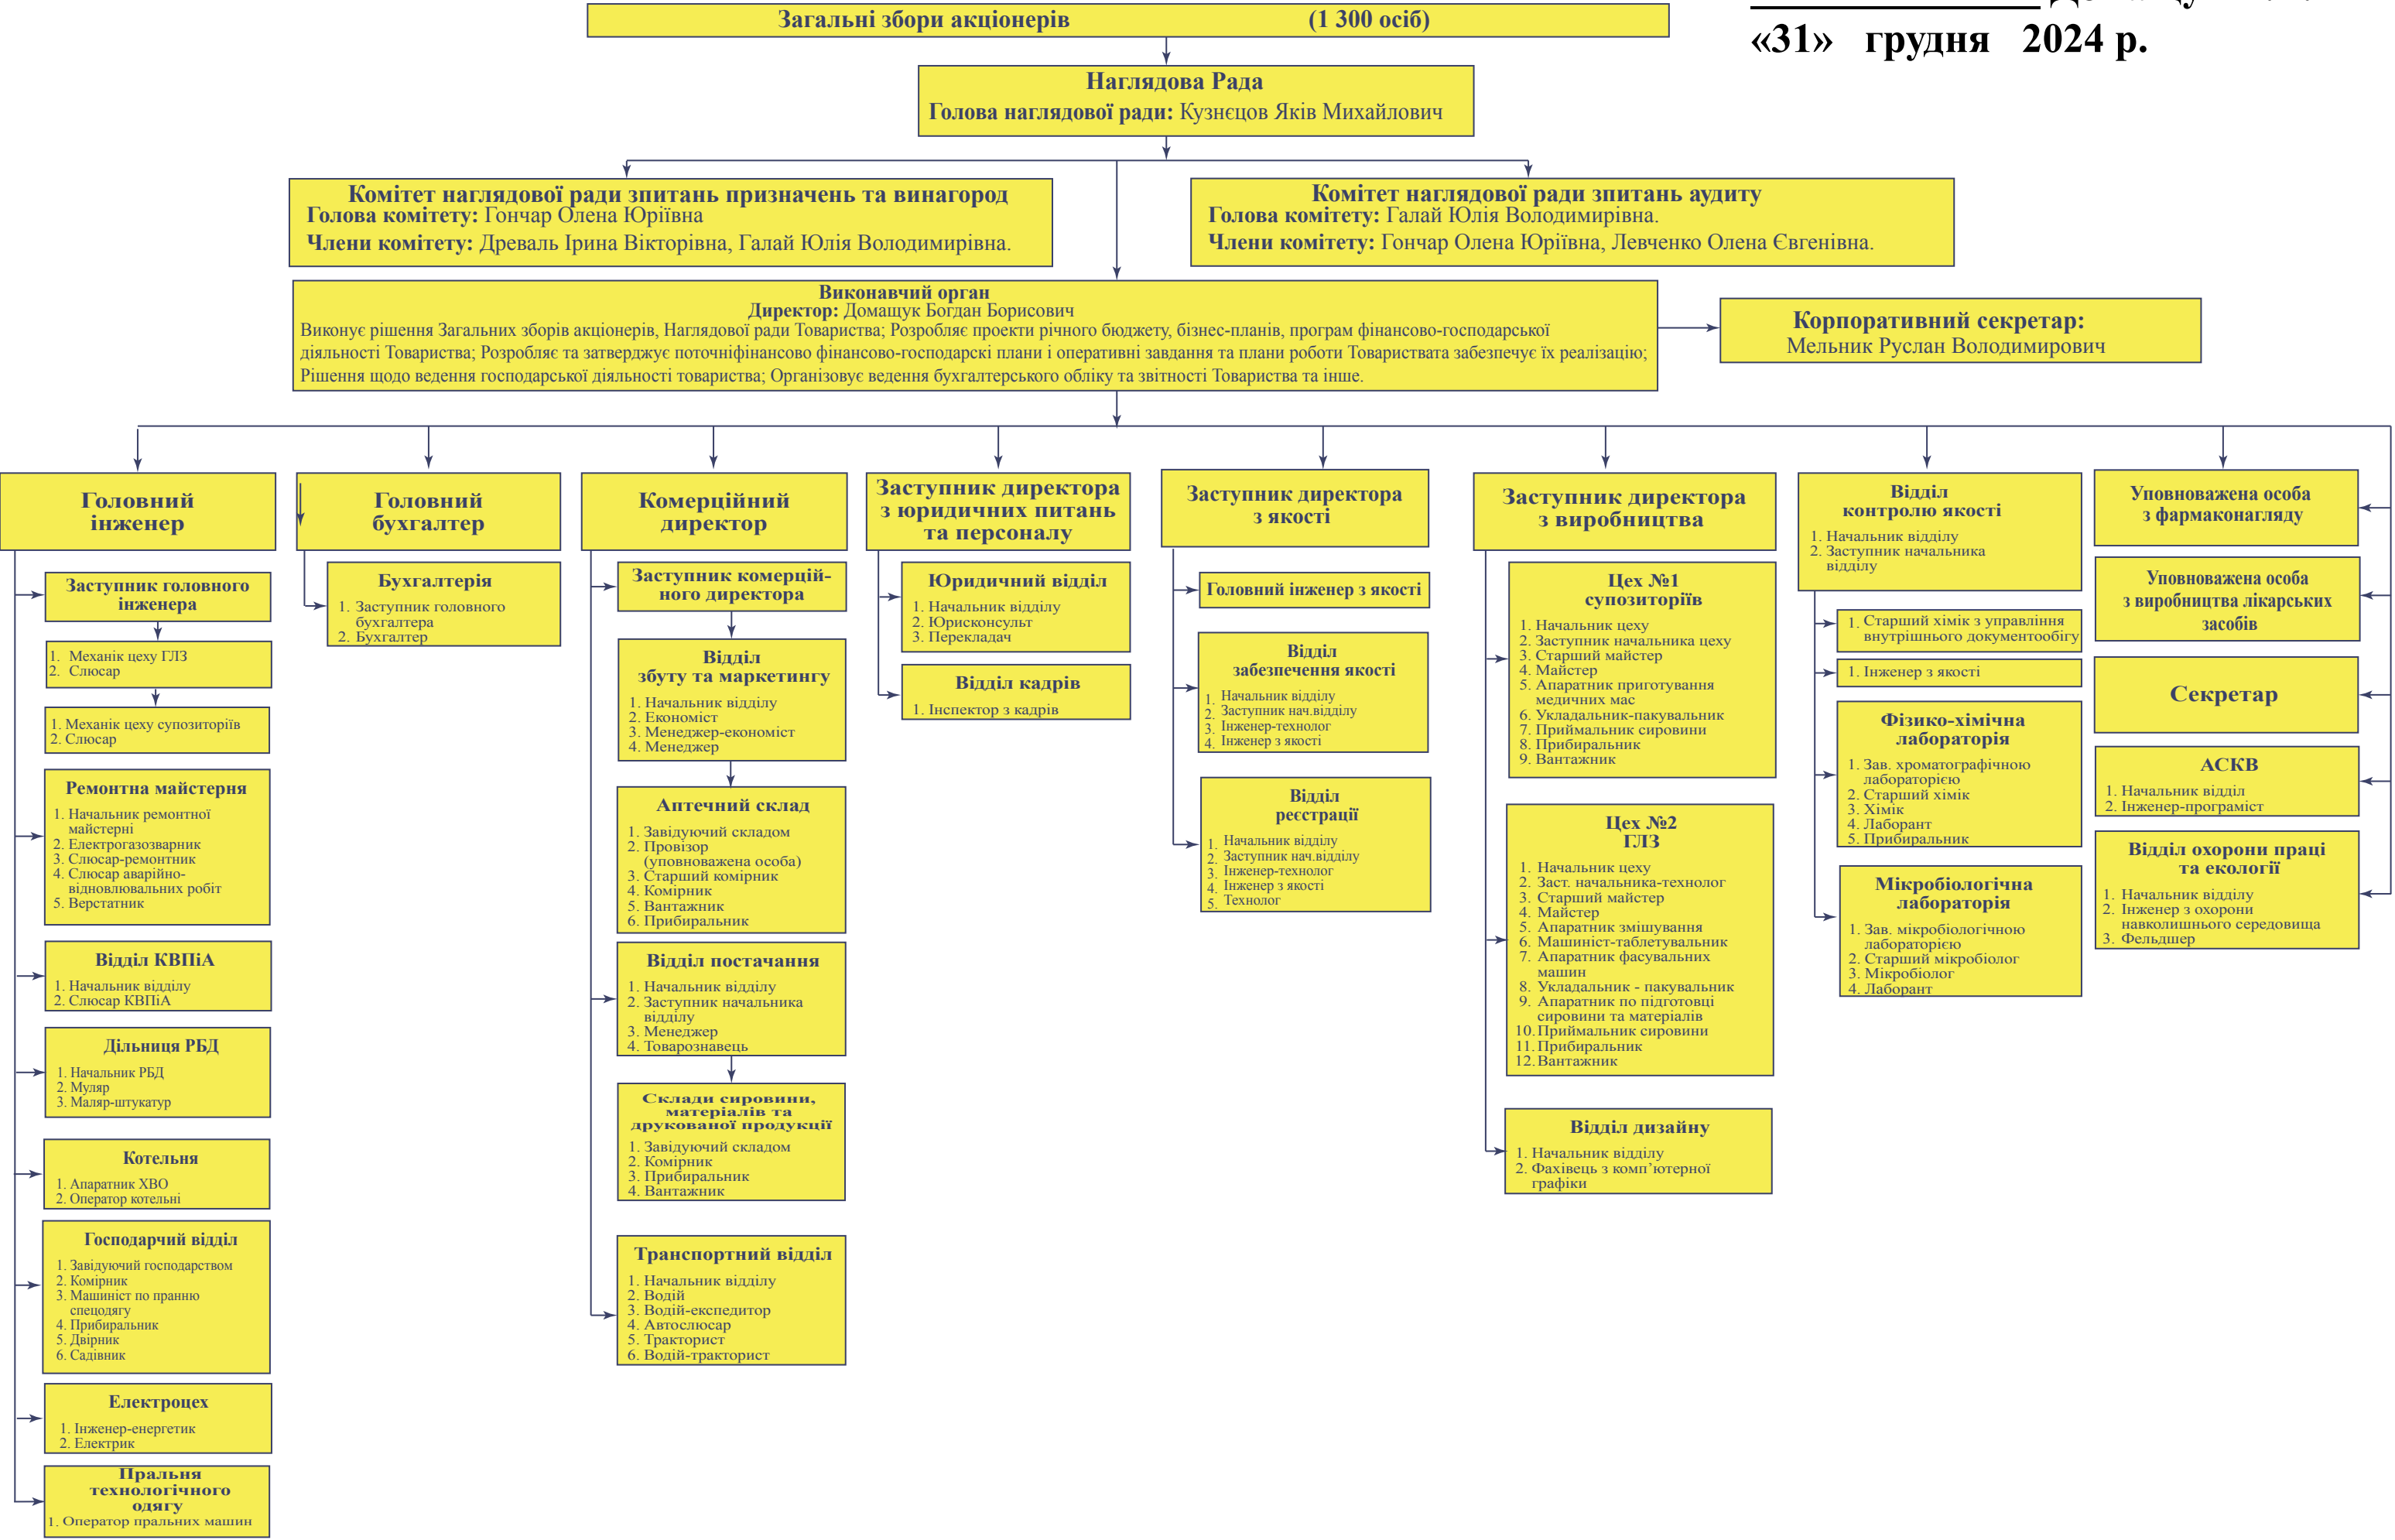 Загальні збори акціонерів (1 300 осіб)
«31» грудня 2024 р.
Наглядова Рада
Голова наглядової ради: Кузнєцов Яків Михайлович
Комітет наглядової ради зпитань призначень та винагород
Голова комітету: Гончар Олена Юріївна
Члени комітету: Древаль Ірина Вікторівна, Галай Юлія Володимирівна.
Комітет наглядової ради зпитань аудиту
Голова комітету: Галай Юлія Володимирівна.
Члени комітету: Гончар Олена Юріївна, Левченко Олена Євгенівна.
Виконавчий орган
Директор: Домащук Богдан Борисович
Виконує рішення Загальних зборів акціонерів, Наглядової ради Товариства; Розробляє проекти річного бюджету, бізнес-планів, програм фінансово-господарської
діяльності Товариства; Розробляє та затверджує поточніфінансово фінансово-господарскі плани і оперативні завдання та плани роботи Товариствата забезпечує їх реалізацію;
Рішення щодо ведення господарської діяльності товариства; Організовує ведення бухгалтерського обліку та звітності Товариства та інше.
Корпоративний секретар:
Мельник Руслан Володимирович
Головний
інженер
Заступник головного
інженера
1. Механік цеху ГЛЗ
2. Слюсар
1. Механік цеху супозиторіїв
2. Слюсар
Ремонтна майстерня
1. Начальник ремонтної
майстерні
2. Електрогазозварник
3. Слюсар-ремонтник
4. Слюсар аварійно-
відновлювальних робіт
5. Верстатник
Відділ КВПіА
1. Начальник відділу
2. Слюсар КВПіА
Дільниця РБД
1. Начальник РБД
2. Муляр
3. Маляр-штукатур
Котельня
1. Апаратник ХВО
2. Оператор котельні
Господарчий відділ
1. Завідуючий господарством
2. Комірник
3. Машиніст по пранню
спецодягу
4. Прибиральник
5. Двірник
6. Садівник
Електроцех
1. Інженер-енергетик
2. Електрик
Пральня
технологічного
одягу
1. Оператор пральних машин
Головний
бухгалтер
Бухгалтерія
1. Заступник головного
бухгалтера
2. Бухгалтер
Комерційний
директор
Заступник комерцій-
ного директора
Відділ
збуту та маркетингу
1. Начальник відділу
2. Економіст
3. Менеджер-економіст
4. Менеджер
Аптечний склад
1. Завідуючий складом
2. Провізор
(уповноважена особа)
3. Старший комірник
4. Комірник
5. Вантажник
6. Прибиральник
Відділ постачання
1. Начальник відділу
2. Заступник начальника
відділу
3. Менеджер
4. Товарознавець
Склади сировини,
матеріалів та
друкованої продукції
1. Завідуючий складом
2. Комірник
3. Прибиральник
4. Вантажник
Транспортний відділ
1. Начальник відділу
2. Водій
3. Водій-експедитор
4. Автослюсар
5. Тракторист
6. Водій-тракторист
Заступник директора
з юридичних питань
та персоналу
Юридичний відділ
1. Начальник відділу
2. Юрисконсульт
3. Перекладач
Відділ кадрів
1. Інспектор з кадрів
Заступник директора
з якості
Головний інженер з якості
Відділ
забезпечення якості
1. Начальник відділу
2. Заступник нач.відділу
3. Інженер-технолог
4. Інженер з якості
Відділ
реєстрації
1. Начальник відділу
2. Заступник нач.відділу
3. Інженер-технолог
4. Інженер з якості
5. Технолог
Заступник директора
з виробництва
Цех №1
супозиторіїв
1. Начальник цеху
2. Заступник начальника цеху
3. Старший майстер
4. Майстер
5. Апаратник приготування
медичних мас
6. Укладальник-пакувальник
7. Приймальник сировини
8. Прибиральник
9. Вантажник
Цех №2
ГЛЗ
1. Начальник цеху
2. Заст. начальника-технолог
3. Старший майстер
4. Майстер
5. Апаратник змішування
6. Машиніст-таблетувальник
7. Апаратник фасувальних
машин
8. Укладальник - пакувальник
9. Апаратник по підготовці
сировини та матеріалів
10. Приймальник сировини
11. Прибиральник
12. Вантажник
Відділ дизайну
1. Начальник відділу
2. Фахівець з комп’ютерної
графіки
Відділ
контролю якості
1. Начальник відділу
2. Заступник начальника
відділу
1. Старший хімік з управління
внутрішнього документообігу
1. Інженер з якості
Фізико-хімічна
лабораторія
1. Зав. хроматографічною
лабораторією
2. Старший хімік
3. Хімік
4. Лаборант
5. Прибиральник
Мікробіологічна
лабораторія
1. Зав. мікробіологічною
лабораторією
2. Старший мікробіолог
3. Мікробіолог
4. Лаборант
Уповноважена особа
з фармаконагляду
Уповноважена особа
з виробництва лікарських
засобів
Секретар
АСКВ
1. Начальник відділ
2. Інженер-програміст
Відділ охорони праці
та екології
1. Начальник відділу
2. Інженер з охорони
навколишнього середовища
3. Фельдшер